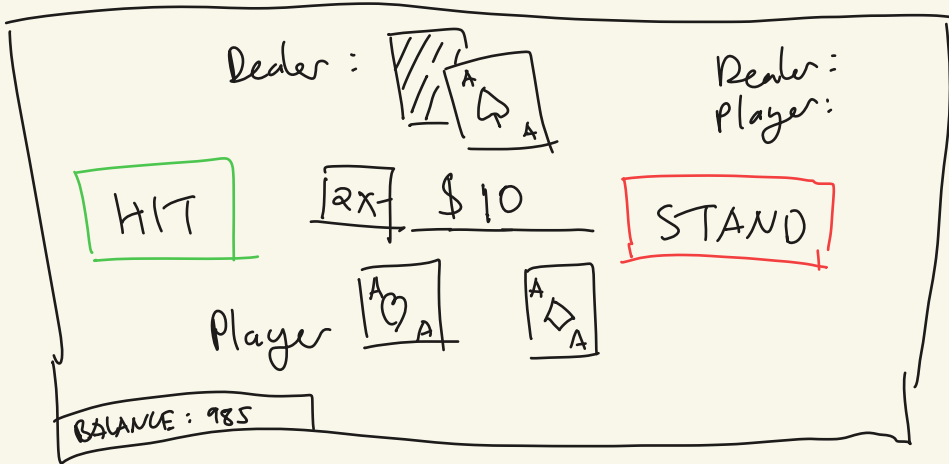 Dealer :
A
A
Dealer:
Player:
HIT
2x
$ 10
STAND
Player
A
A
A
A
BALANCE : 985